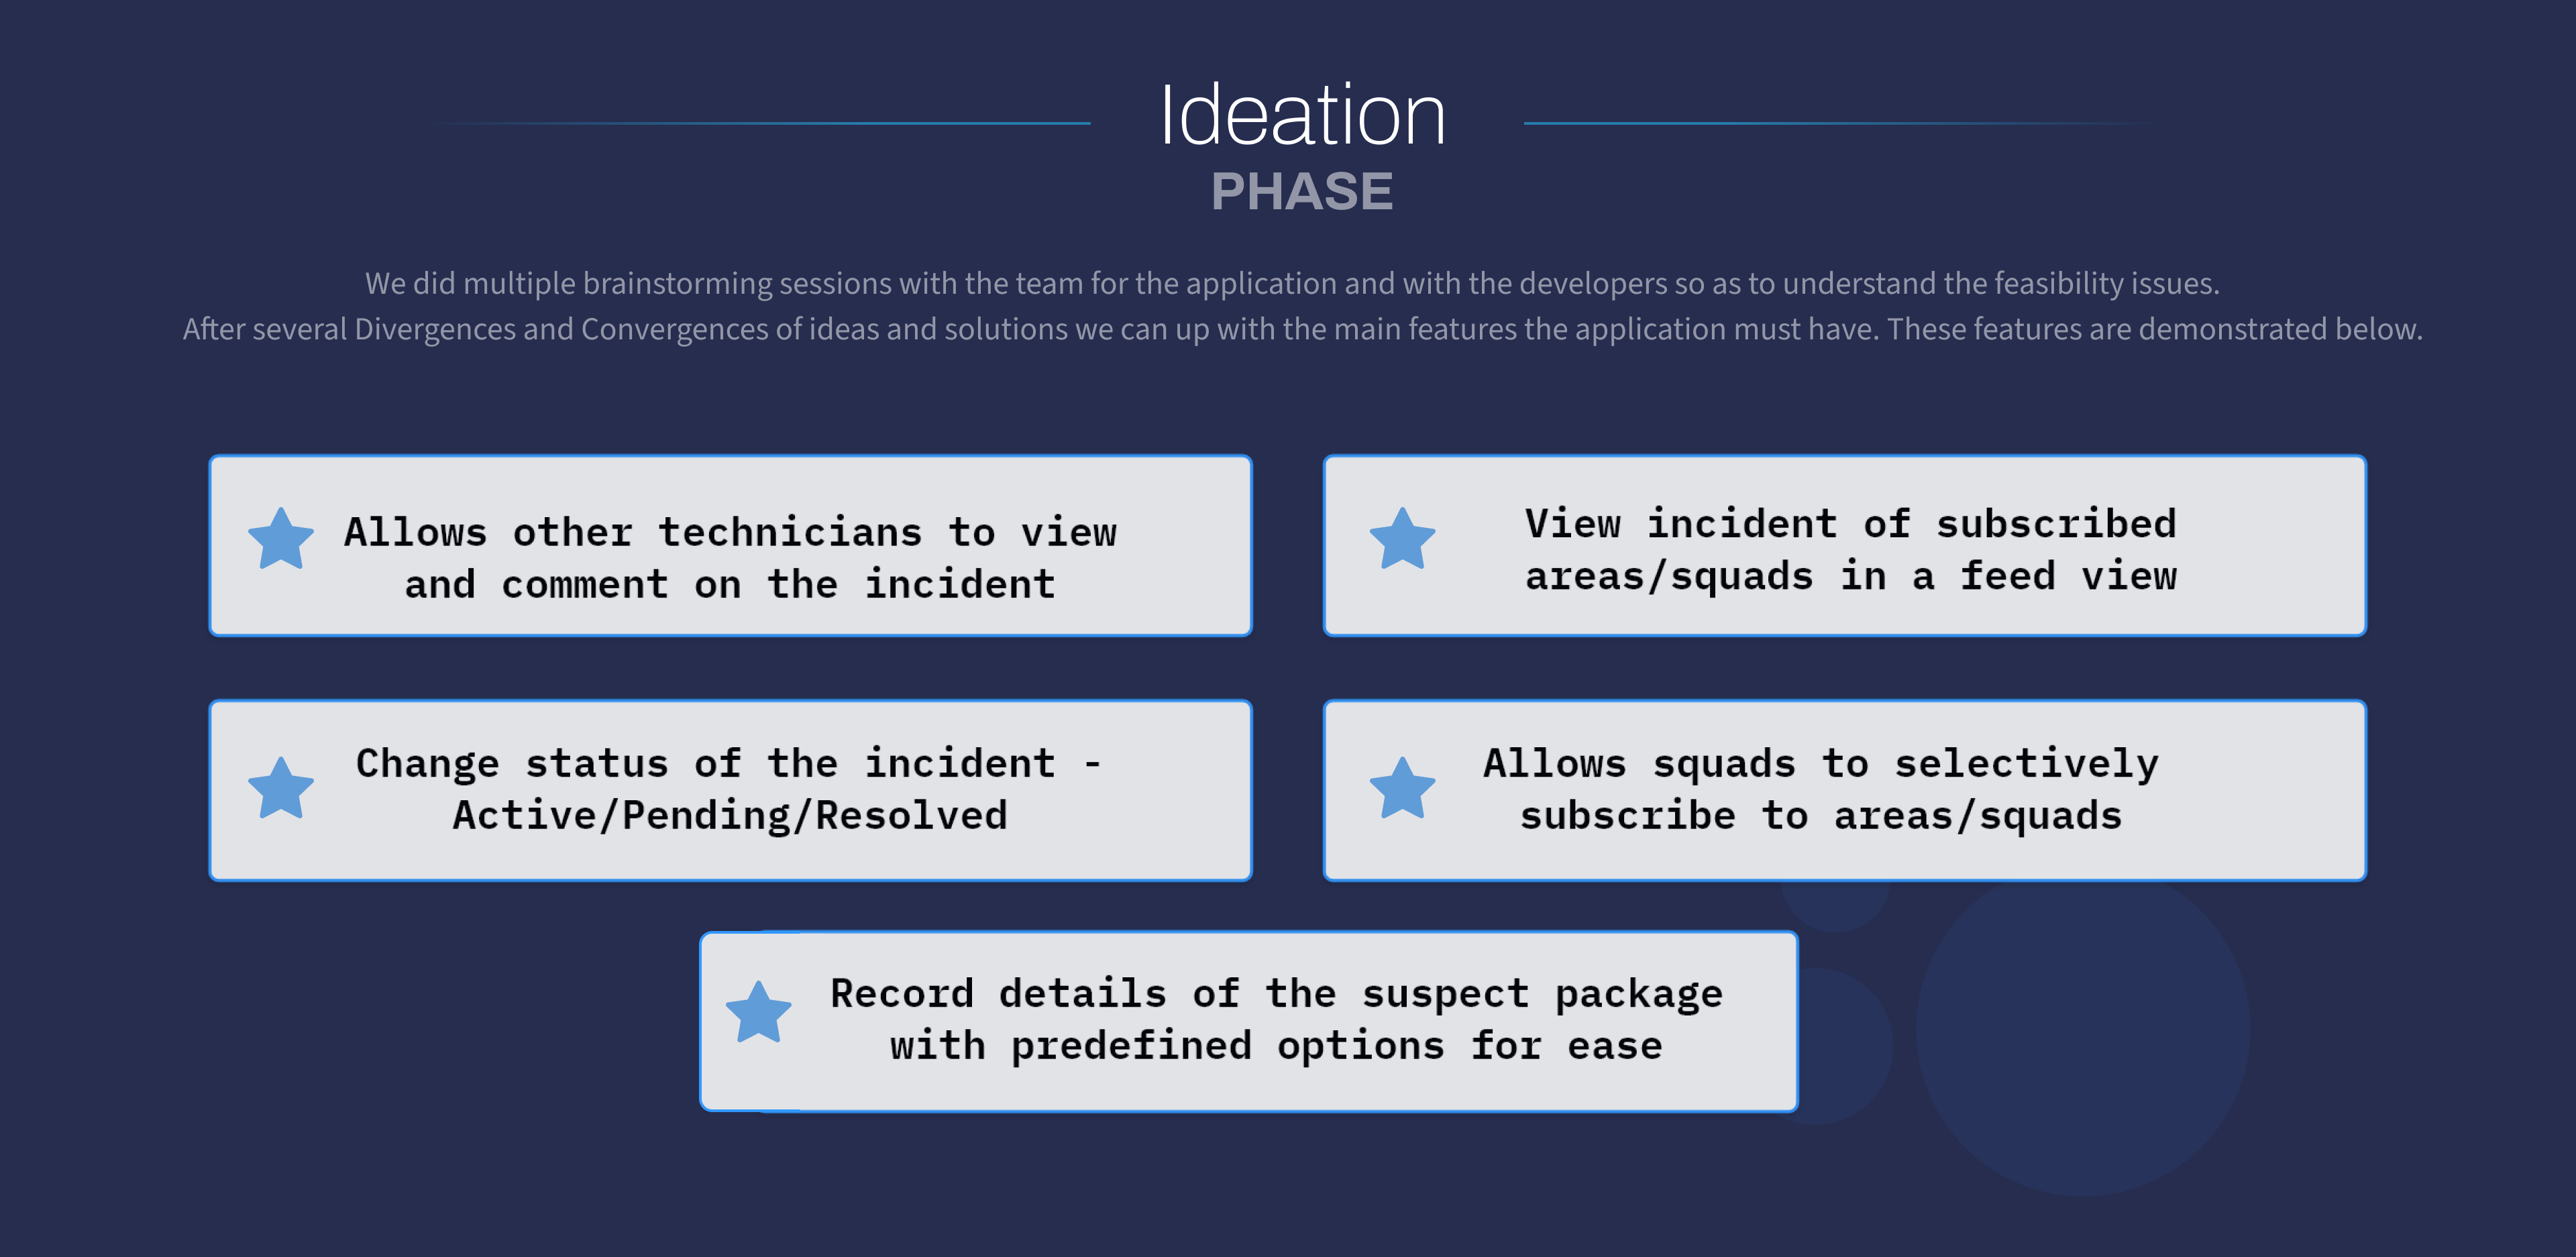 Ideation
PHASE
We did multiple brainstorming sessions with the team for the application and with the developers so as to understand the feasibility issues.
After several Divergences and Convergences of ideas and solutions we can up with the main features the application must have. These features are demonstrated below.
Allows other technicians to view
and comment on the incident
View incident of subscribed
areas/squads in a feed view
Change status of the incident -
Active/Pending/Resolved
Allows squads to selectively
subscribe to areas/squads
Record details of the suspect package
with predefined options for ease